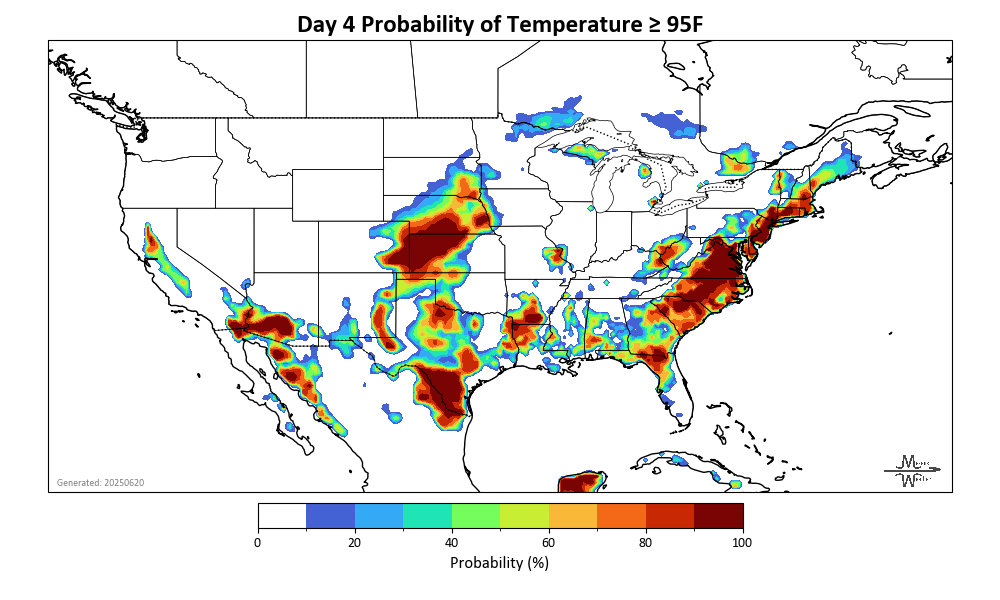 Day 4 Probability of Temperature ≥ 95F
Generated: 20250620
0 20 40 60 80 100
Probability (%)